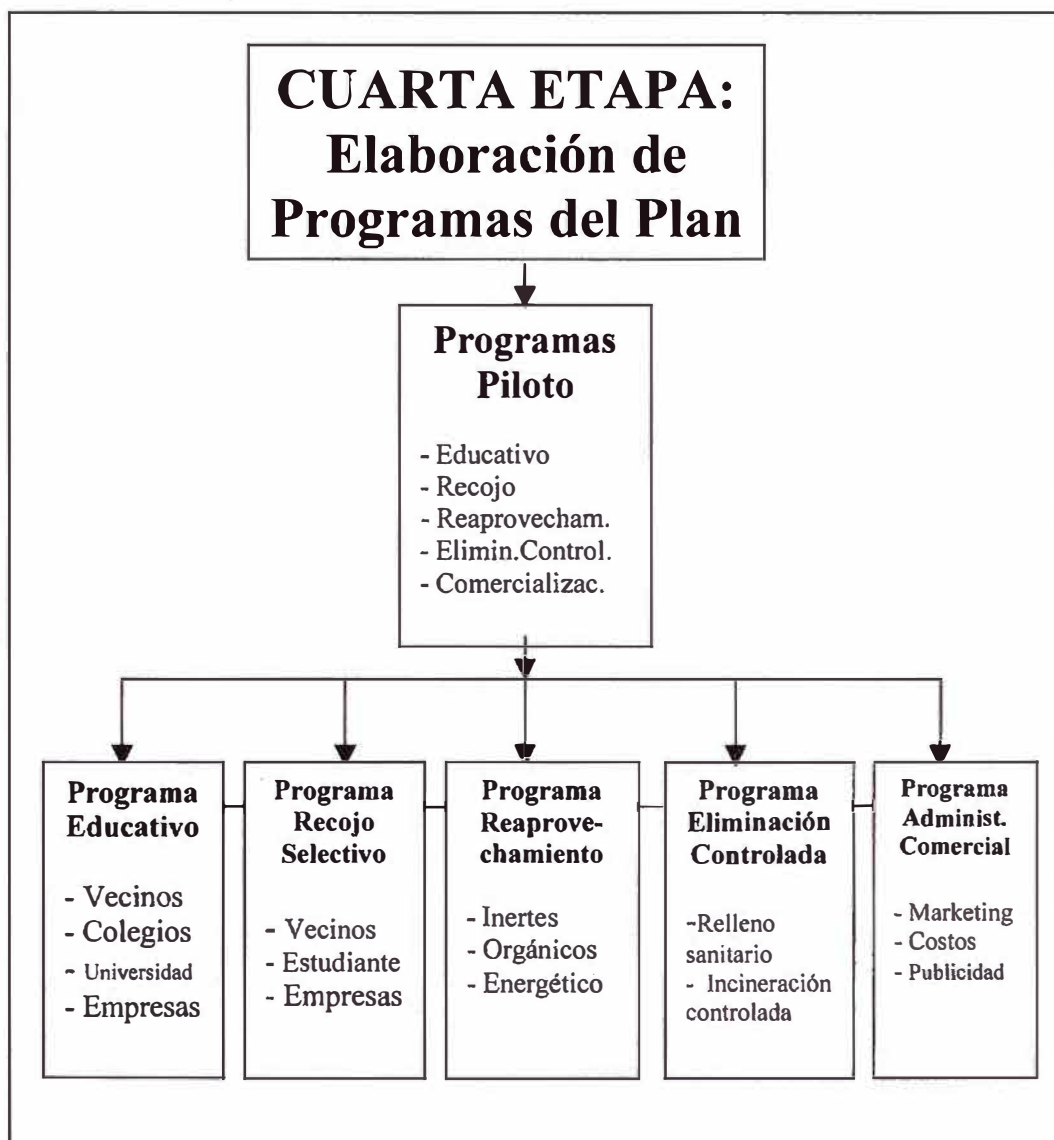 CUARTA ETAPA:
Elaboración de
Programas del Plan
Programas
Piloto
- Educativo
- Recojo
- Reaprovecham.
- Elimin.Control.
- Comercializac.
Programa
Educativo
- Vecinos
- Colegios
- Universidad
- Empresas
Programa
Recojo
Selectivo
- Vecinos
- Estudiante
- Empresas
Programa
Reaprove-
chamiento
- Inertes
- Orgánicos
- Energético
Programa
Eliminación
Controlada
-Relleno
sanitario
- Incineración
controlada
Programa
Administ.
Comercial
- Marketing
- Costos
- Publicidad